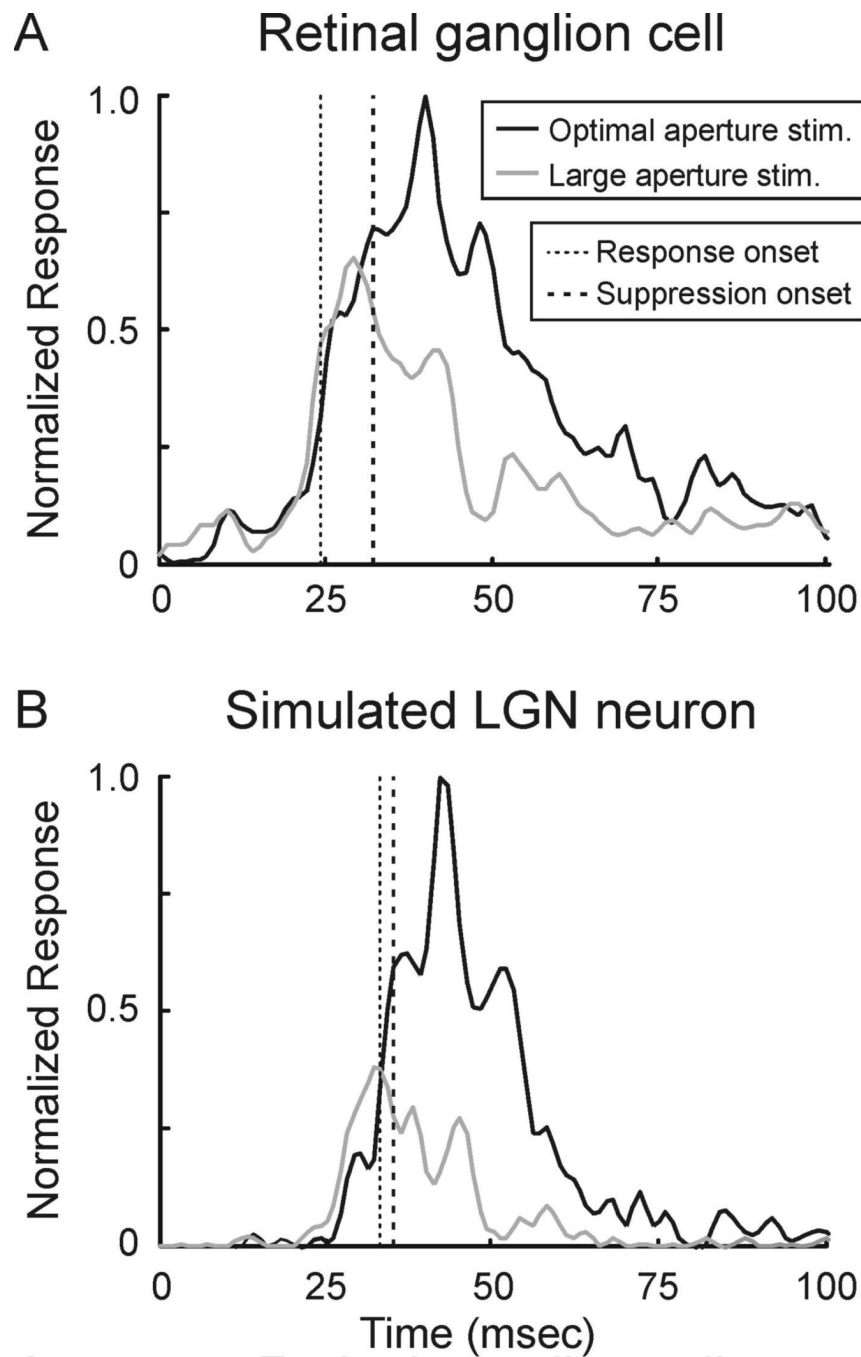 A Retinal ganglion cell
1.0
Optimal aperture stim.
Large aperture stim.
Response onset
Suppression onset
0.5
0
Normalized Response
0 25 50 75 100
B Simulated LGN neuron
1.0
0.5
0
Normalized Response
0 25 50 75 100
Time (msec)